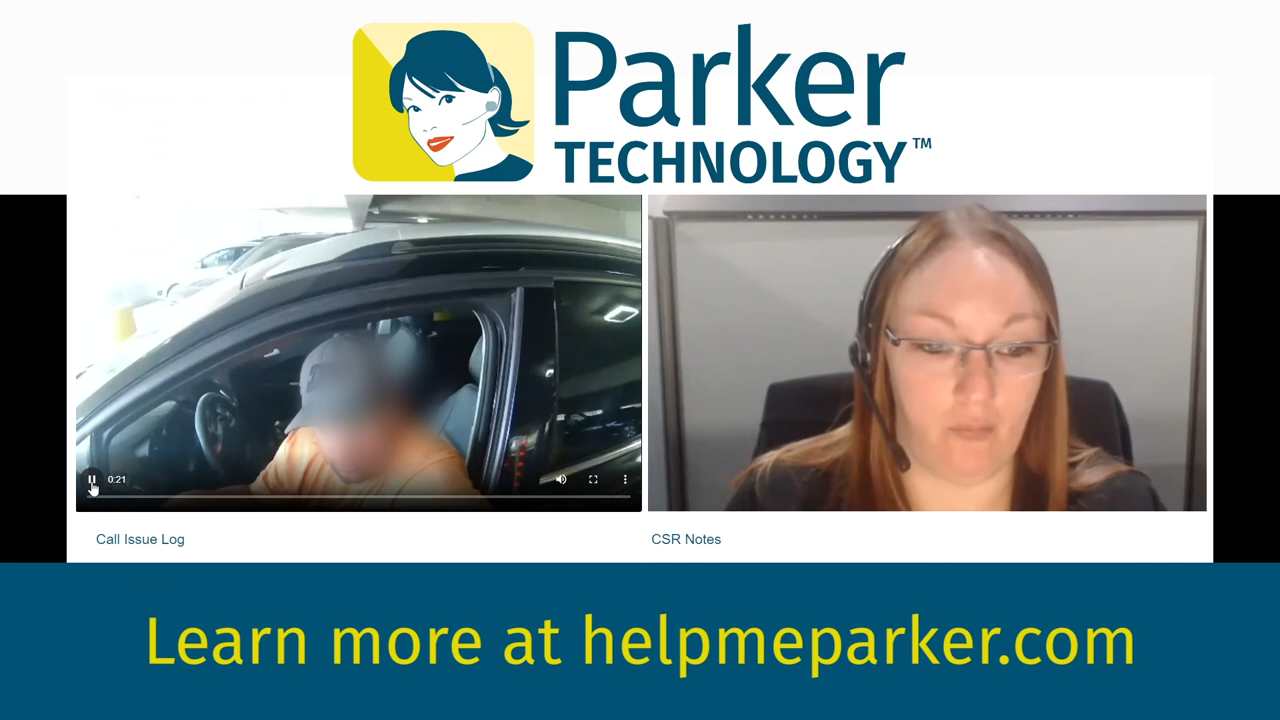 Parker
TECHNOLOGY™
0:21
Call Issue Log
CSR Notes
Learn more at helpmeparker.com